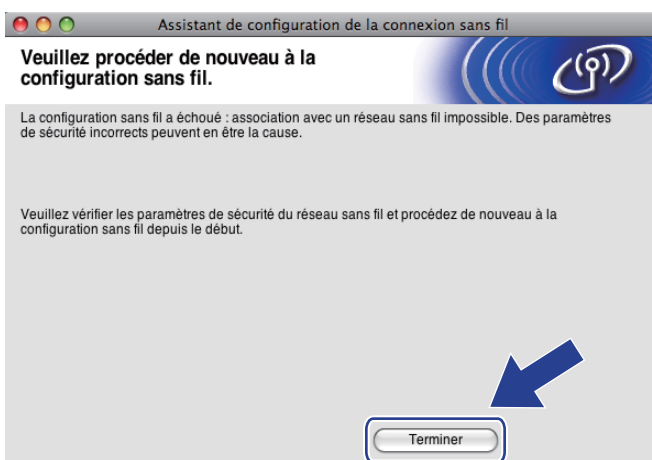 Assistant de configuration de la connexion sans fil
Veuillez procéder de nouveau à la
configuration sans fil.
La configuration sans fil a échoué : association avec un réseau sans fil impossible. Des paramètres
de sécurité incorrects peuvent en être la cause.
Veuillez vérifier les paramètres de sécurité du réseau sans fil et procédez de nouveau à la
configuration sans fil depuis le début.
Terminer